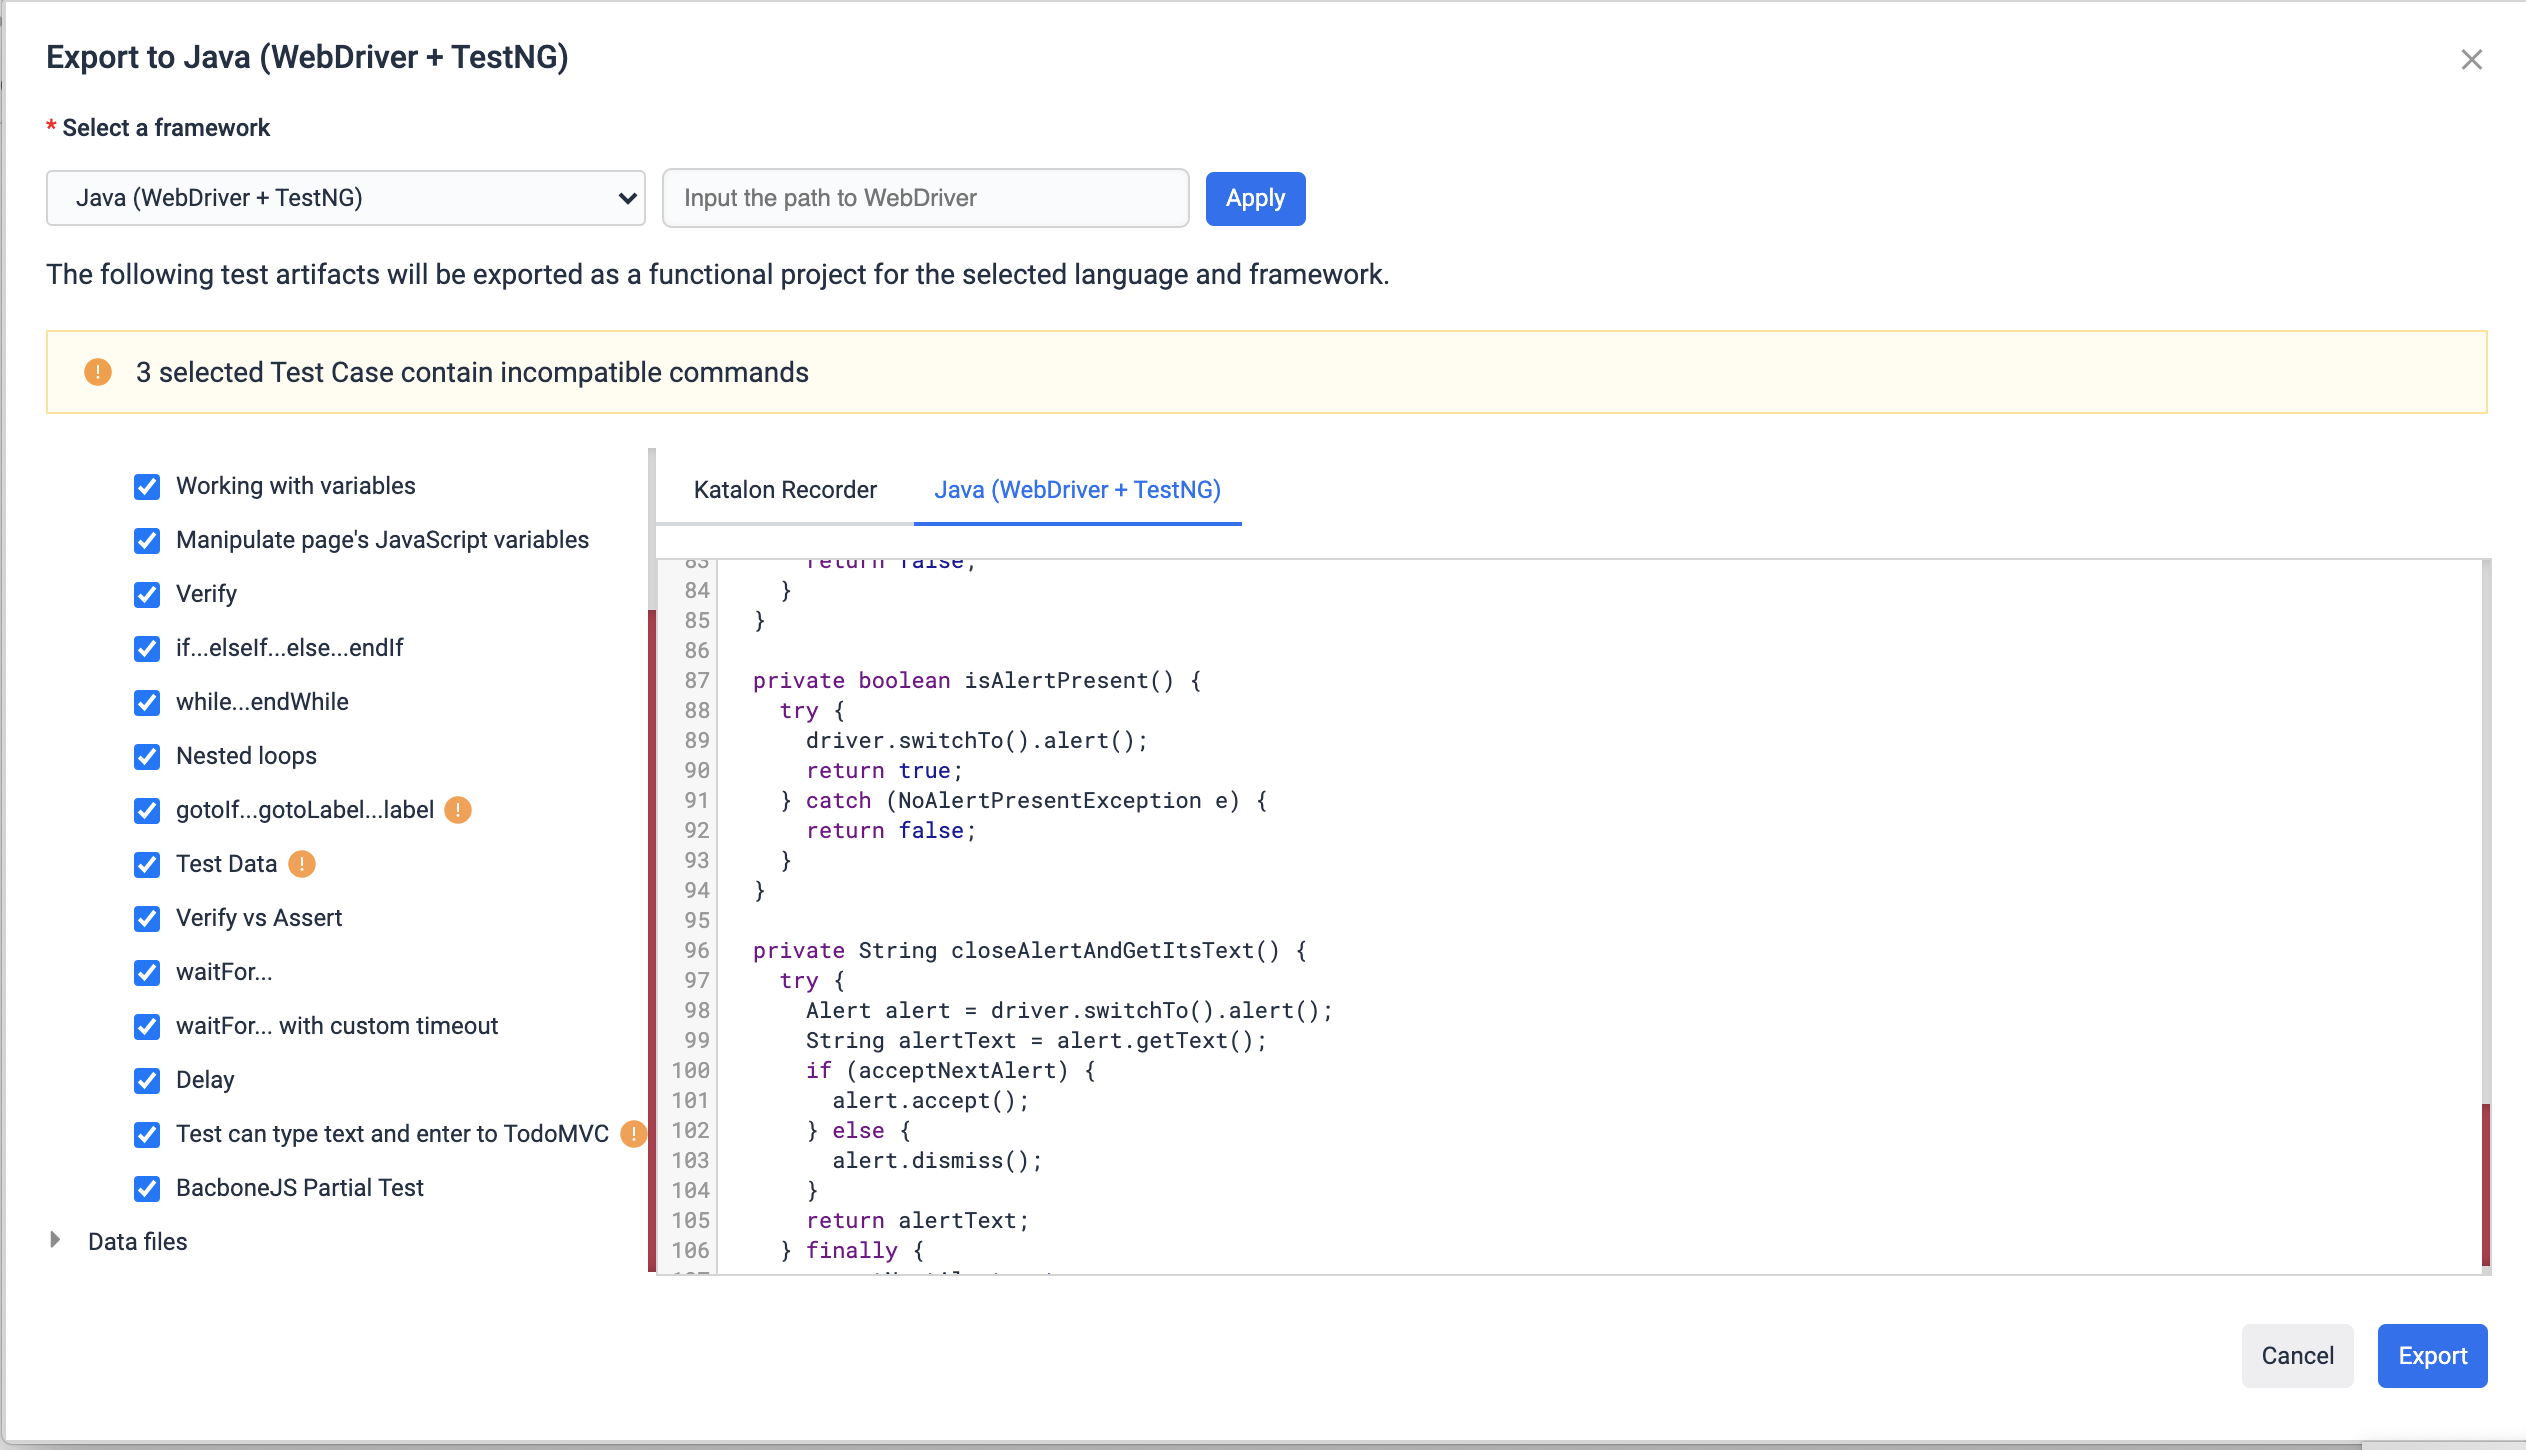 Export to Java (WebDriver + TestNG)
* Select a framework
Java (WebDriver + TestNG)
Input the path to WebDriver
Apply
The following test artifacts will be exported as a functional project for the selected language and framework.
! 3 selected Test Case contain incompatible commands
Working with variables
Manipulate page's JavaScript variables
Verify
if...elseIf...else...endIf
while...endWhile
Nested loops
gotoIf...gotoLabel...label !
Test Data !
Verify vs Assert
waitFor...
waitFor... with custom timeout
Delay
Test can type text and enter to TodoMVC !
BacboneJS Partial Test
Data files
Katalon Recorder
Java (WebDriver + TestNG)
83       return false;
84     }
85   }
86
87   private boolean isAlertPresent() {
88     try {
89       driver.switchTo().alert();
90       return true;
91     } catch (NoAlertPresentException e) {
92       return false;
93     }
94   }
95
96   private String closeAlertAndGetItsText() {
97     try {
98       Alert alert = driver.switchTo().alert();
99       String alertText = alert.getText();
100       if (acceptNextAlert) {
101         alert.accept();
102       } else {
103         alert.dismiss();
104       }
105       return alertText;
106     } finally {
Cancel
Export